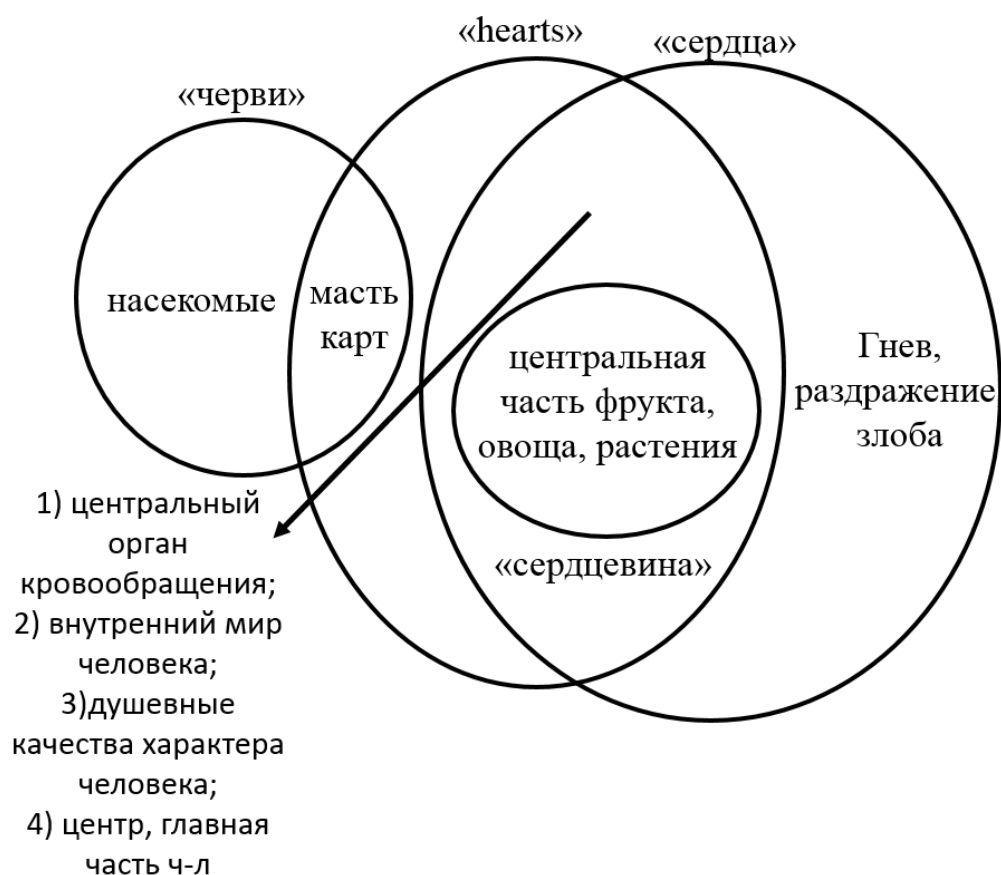 «hearts»
«сердца»
«черви»
насекомые
масть
карт
центральная
часть фрукта,
овоща, растения
Гнев,
раздражение
злоба
«сердцевина»
1) центральный
орган
кровообращения;
2) внутренний мир
человека;
3)душевные
качества характера
человека;
4) центр, главная
часть ч-л